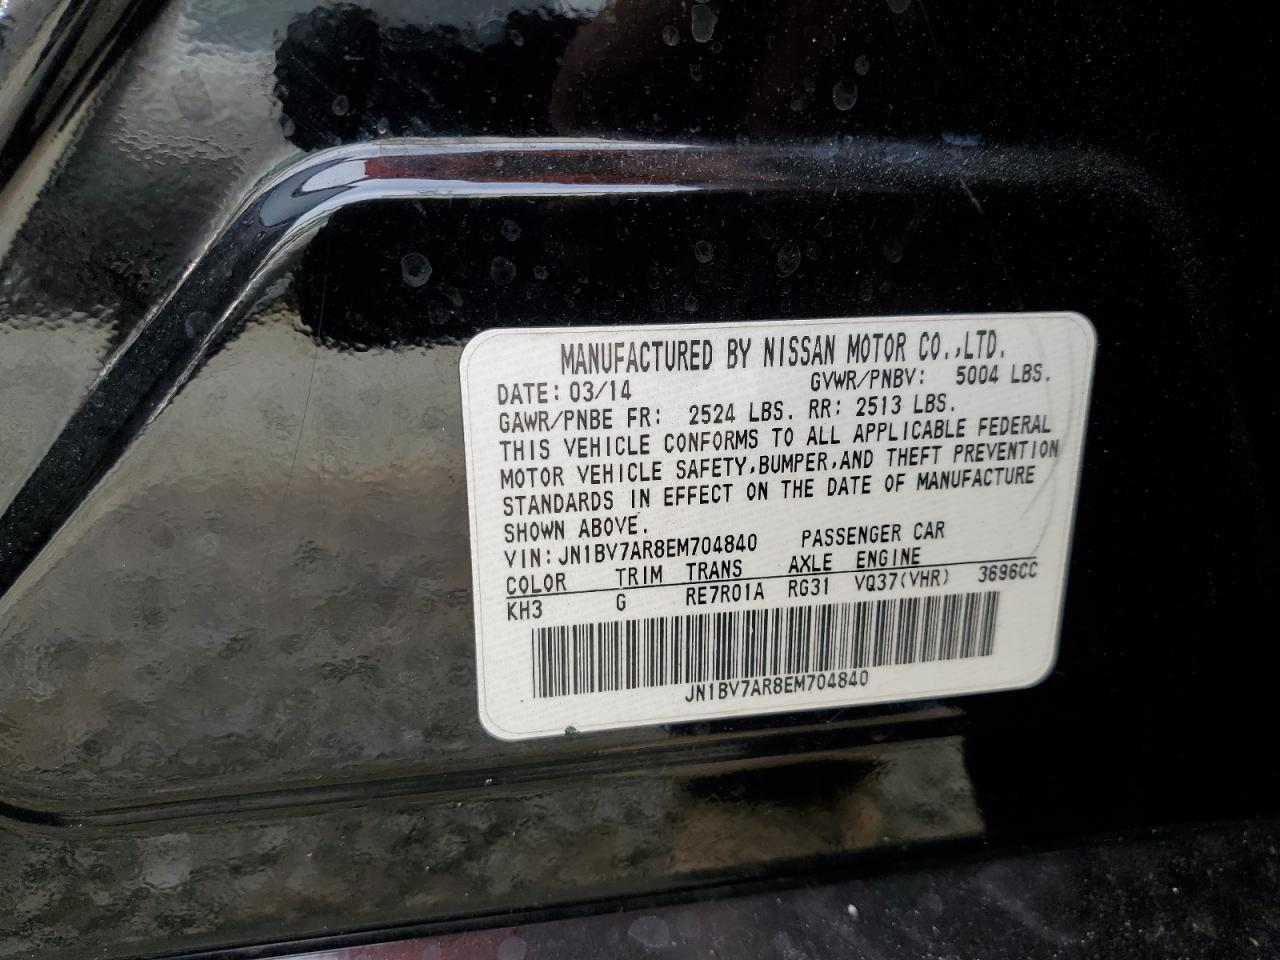 MANUFACTURED BY NISSAN MOTOR CO.,LTD.
DATE: 03/14 GVWR/PNBV: 5004 LBS.
GAWR/PNBE FR: 2524 LBS. RR: 2513 LBS.
THIS VEHICLE CONFORMS TO ALL APPLICABLE FEDERAL
MOTOR VEHICLE SAFETY,BUMPER,AND THEFT PREVENTION
STANDARDS IN EFFECT ON THE DATE OF MANUFACTURE
SHOWN ABOVE.
VIN: JN1BV7AR8EM704840 PASSENGER CAR
COLOR TRIM TRANS AXLE ENGINE
KH3 G RE7R01A RG31 VQ37(VHR) 3696CC
JN1BV7AR8EM704840